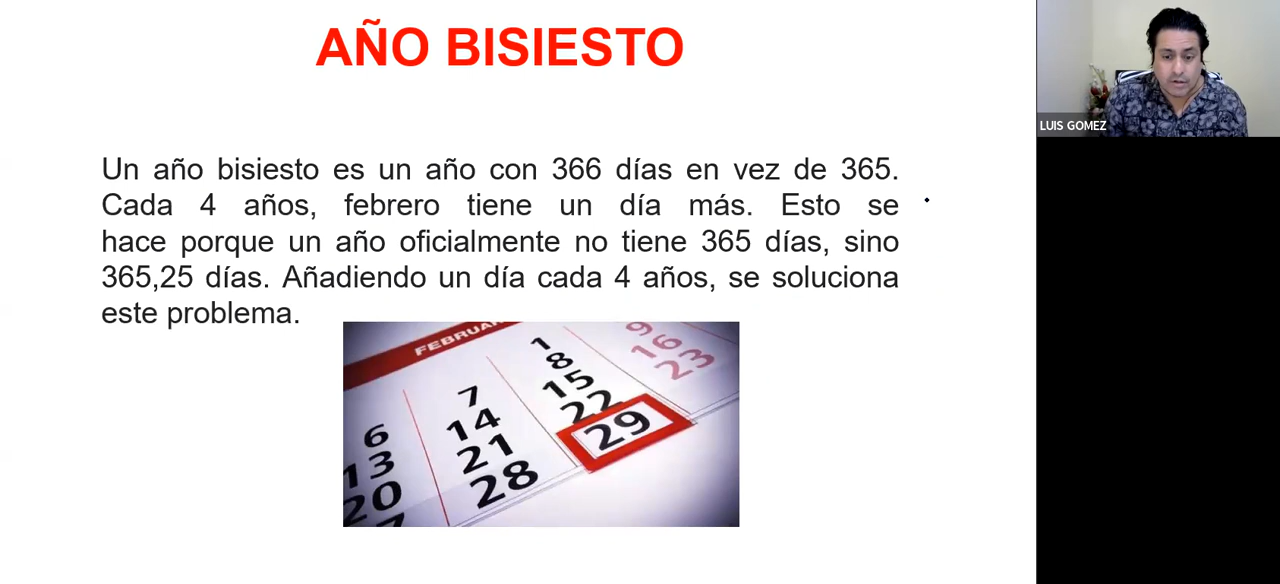 AÑO BISIESTO
LUIS GOMEZ
Un año bisiesto es un año con 366 días en vez de 365.
Cada 4 años, febrero tiene un día más. Esto se
hace porque un año oficialmente no tiene 365 días, sino
365,25 días. Añadiendo un día cada 4 años, se soluciona
este problema.
1
9
8
16
7
15
23
14
22
6
21
29
13
28
20